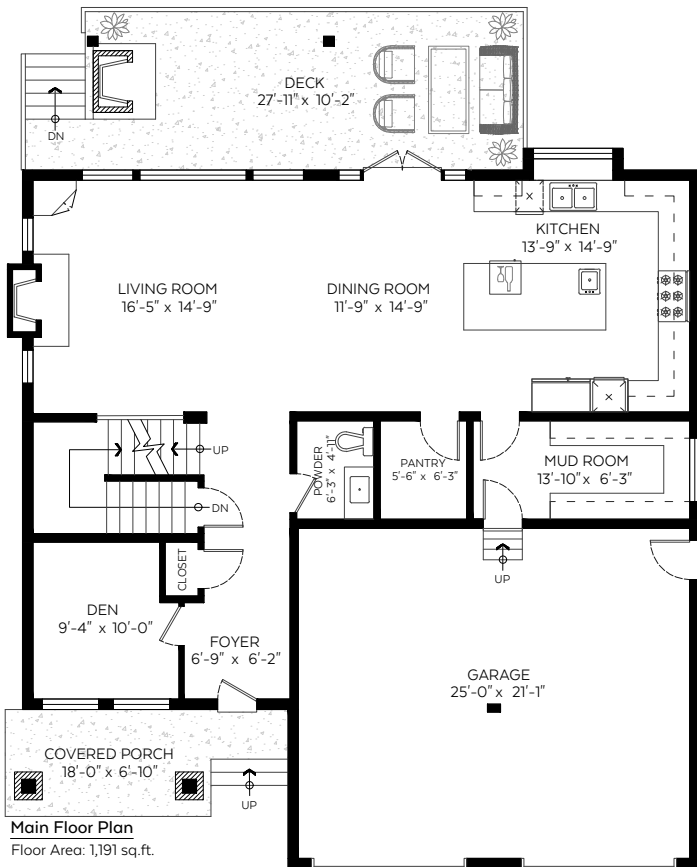 DECK
27'-11" x 10'-2"
DN
KITCHEN
13'-9" x 14'-9"
LIVING ROOM
16'-5" x 14'-9"
DINING ROOM
11'-9" x 14'-9"
UP
POWDER
6'-3" x 4'-11"
PANTRY
5'-6" x 6'-3"
MUD ROOM
13'-10" x 6'-3"
DN
UP
CLOSET
DEN
9'-4" x 10'-0"
FOYER
6'-9" x 6'-2"
GARAGE
25'-0" x 21'-1"
COVERED PORCH
18'-0" x 6'-10"
UP
Main Floor Plan
Floor Area: 1,191 sq.ft.